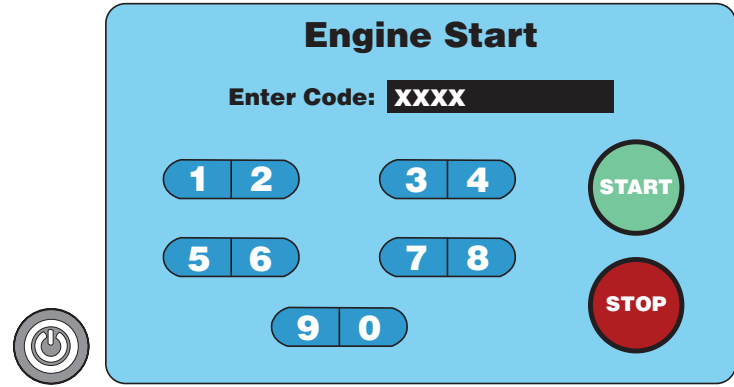 Engine Start
Enter Code: XXXX
1 2 3 4
START
5 6 7 8
STOP
9 0